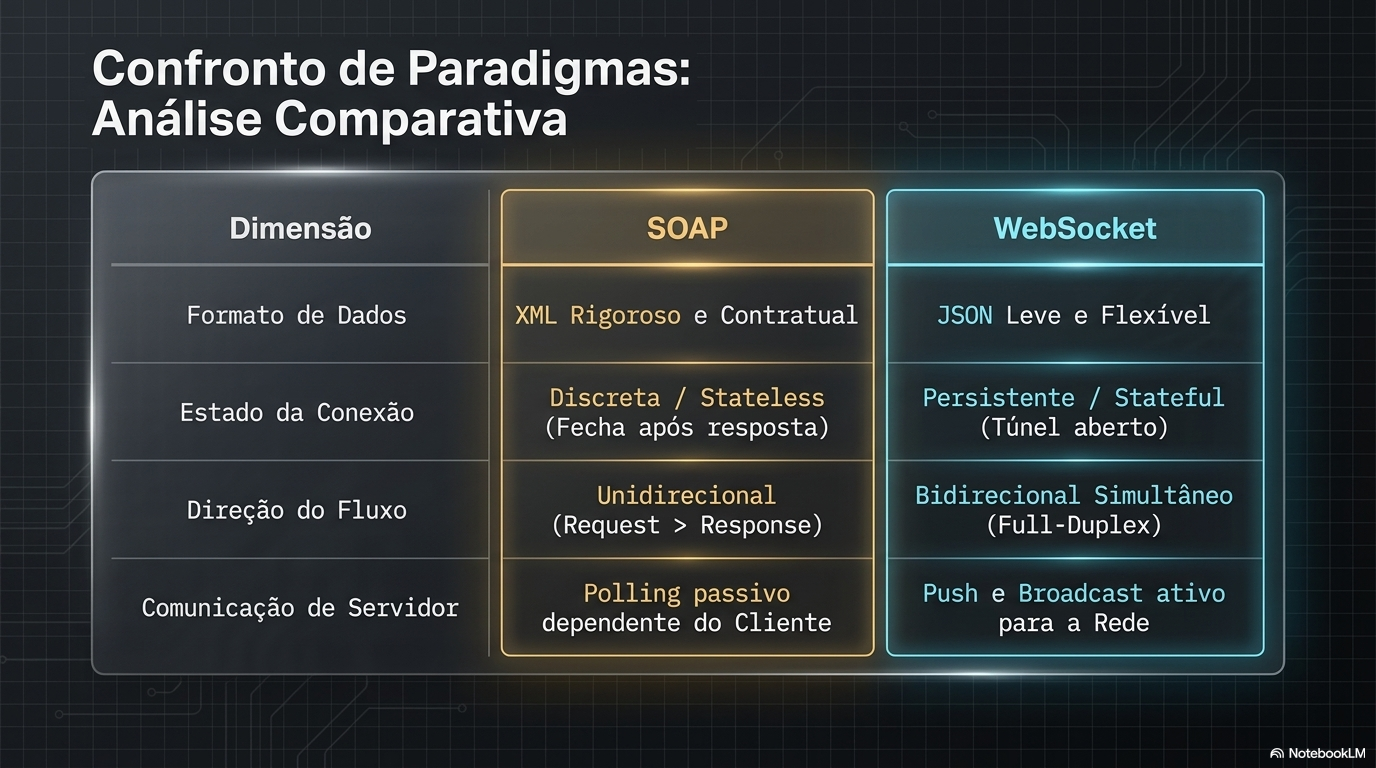 Confronto de Paradigmas:
Análise Comparativa
Dimensão
SOAP
WebSocket
Formato de Dados
XML Rigoroso e Contratual
JSON Leve e Flexível
Estado da Conexão
Discreta / Stateless
(Fecha após resposta)
Persistente / Stateful
(Túnel aberto)
Direção do Fluxo
Unidirecional
(Request > Response)
Bidirecional Simultâneo
(Full-Duplex)
Comunicação de Servidor
Polling passivo
dependente do Cliente
Push e Broadcast ativo
para a Rede
NotebookLM